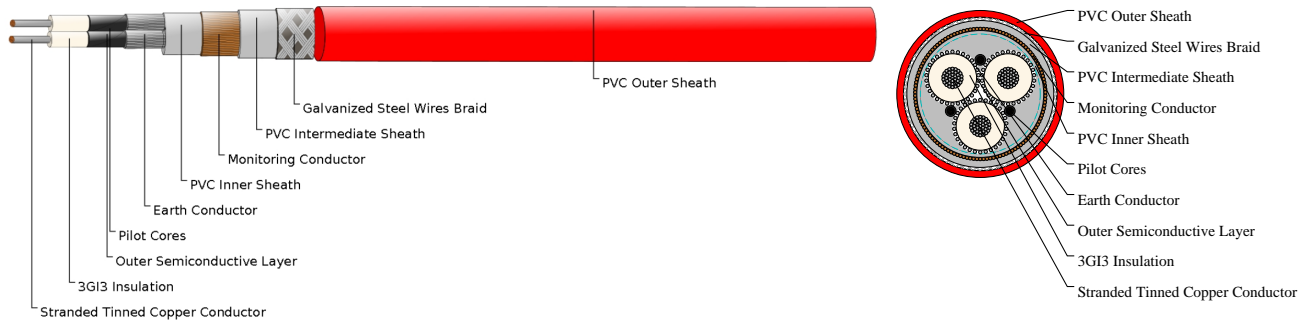 PVC Outer Sheath
Galvanized Steel Wires Braid
PVC Intermediate Sheath
Monitoring Conductor
PVC Inner Sheath
Earth Conductor
Pilot Cores
Outer Semiconductive Layer
3GI3 Insulation
Stranded Tinned Copper Conductor
PVC Outer Sheath
Galvanized Steel Wires Braid
PVC Intermediate Sheath
Monitoring Conductor
PVC Inner Sheath
Pilot Cores
Earth Conductor
Outer Semiconductive Layer
3GI3 Insulation
Stranded Tinned Copper Conductor